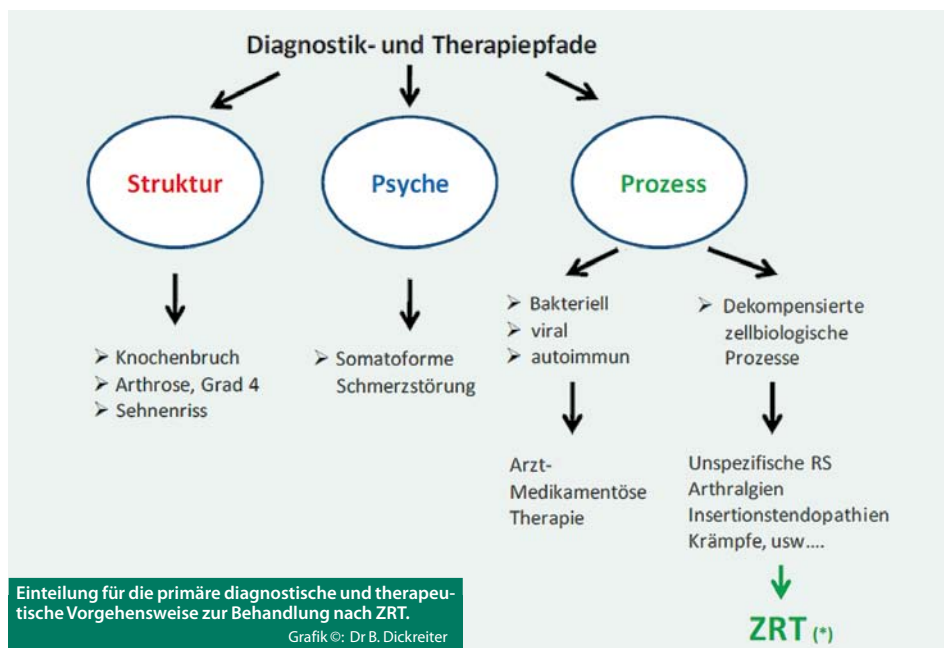 Diagnostik- und Therapiepfade
Struktur
Psyche
Prozess
➢ Knochenbruch
➢ Arthrose, Grad 4
➢ Sehnenriss
➢ Somatoforme
Schmerzstörung
➢ Bakteriell
➢ viral
➢ autoimmun
➢ Dekompensierte
zellbiologische
Prozesse
Arzt-
Medikamentöse
Therapie
Unspezifische RS
Arthralgien
Insertionstendopathien
Krämpfe, usw....
ZRT (*)
Einteilung für die primäre diagnostische und therapeu-
tische Vorgehensweise zur Behandlung nach ZRT.
Grafik ©: Dr B. Dickreiter